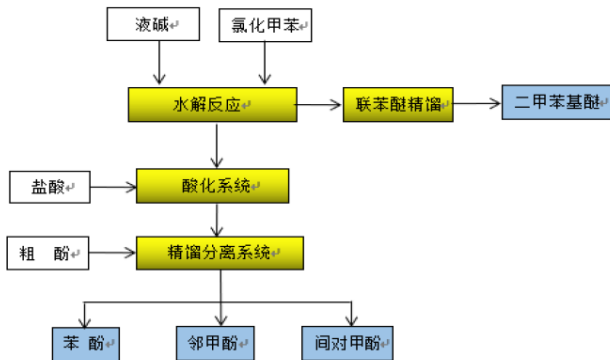 液碱
氯化甲苯
水解反应
联苯醚精馏
二甲苯基醚
盐酸
酸化系统
粗 酚
精馏分离系统
苯 酚
邻甲酚
间对甲酚